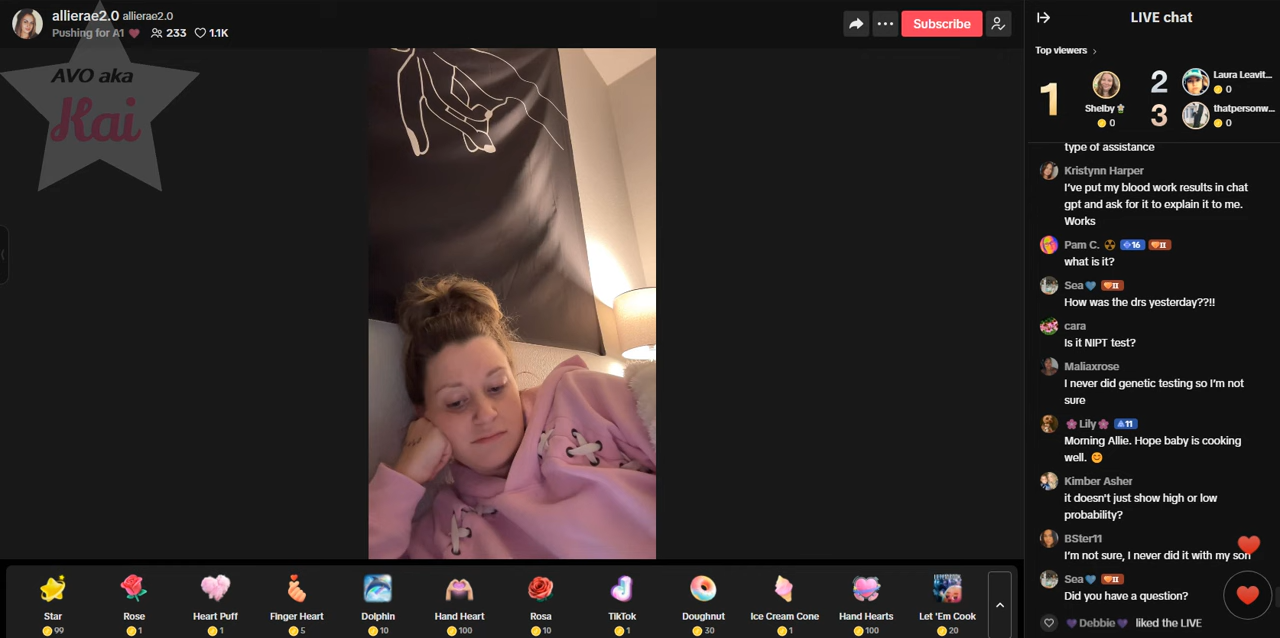 allierae2.0 allierae2.0
Pushing for A1 233 1.1K
Subscribe
AVO aka
Kai
LIVE chat
Top viewers
1
Shelby
0
2
Laura Leavit...
0
3
thatpersonw...
0
type of assistance
Kristynn Harper
I've put my blood work results in chat
gpt and ask for it to explain it to me.
Works
Pam C. 16 II
what is it?
Sea II
How was the drs yesterday??!!
cara
Is it NIPT test?
Maliaxrose
I never did genetic testing so I'm not
sure
Lily 11
Morning Allie. Hope baby is cooking
well.
Kimber Asher
it doesn't just show high or low
probability?
BSter11
I'm not sure, I never did it with my son
Sea II
Did you have a question?
Debbie liked the LIVE
Star
99
Rose
1
Heart Puff
1
Finger Heart
5
Dolphin
10
Hand Heart
100
Rosa
10
TikTok
1
Doughnut
30
Ice Cream Cone
1
Hand Hearts
100
Let 'Em Cook
20